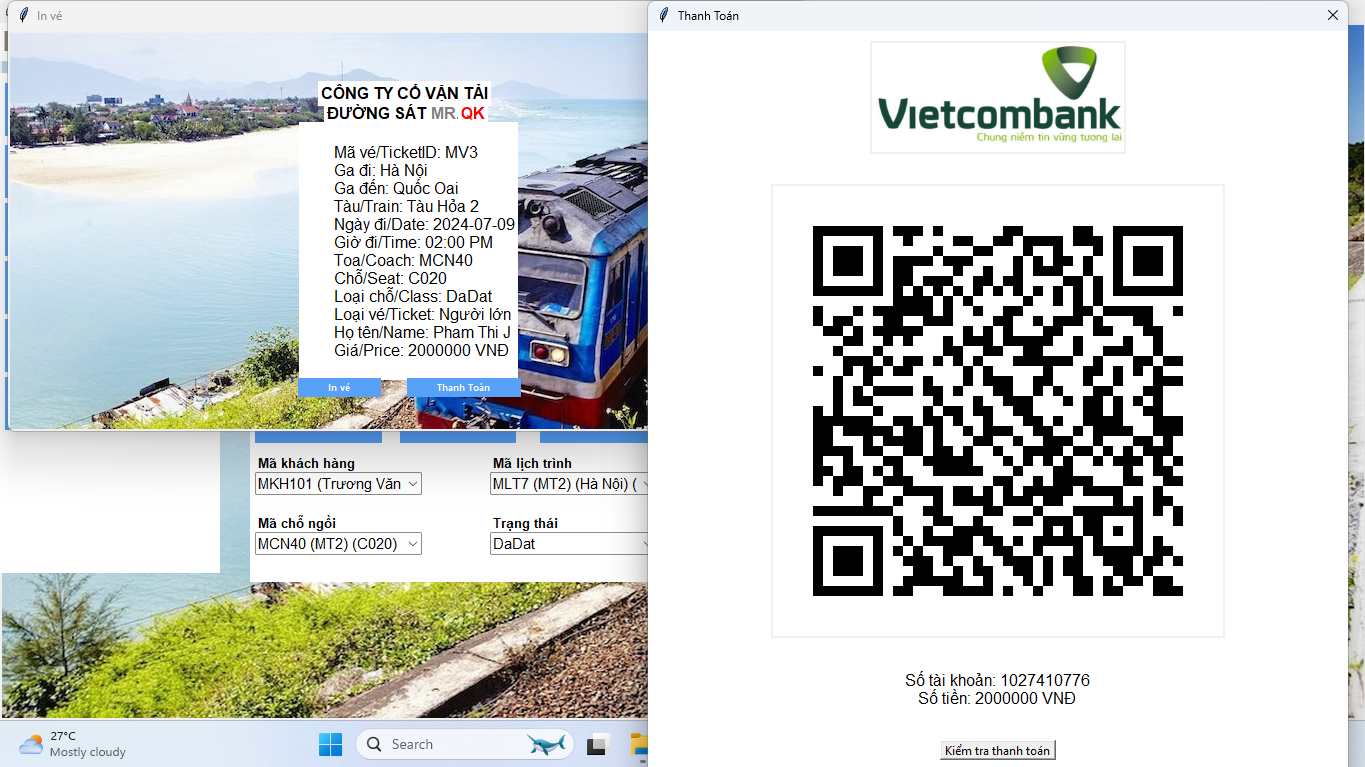 In vé
CÔNG TY CỔ VẬN TẢI
ĐƯỜNG SÁT MR.QK
Mã vé/TicketID: MV3
Ga đi: Hà Nội
Ga đến: Quốc Oai
Tàu/Train: Tàu Hỏa 2
Ngày đi/Date: 2024-07-09
Giờ đi/Time: 02:00 PM
Toa/Coach: MCN40
Chỗ/Seat: C020
Loại chỗ/Class: DaDat
Loại vé/Ticket: Người lớn
Họ tên/Name: Pham Thi J
Giá/Price: 2000000 VNĐ
In vé
Thanh Toán
Mã khách hàng
MKH101 (Trương Văn
Mã lịch trình
MLT7 (MT2) (Hà Nội) (
Mã chỗ ngồi
MCN40 (MT2) (C020)
Trạng thái
DaDat
Thanh Toán
Vietcombank
Chung niềm tin vững tương lai
Số tài khoản: 1027410776
Số tiền: 2000000 VNĐ
Kiểm tra thanh toán
27°C
Mostly cloudy
Search